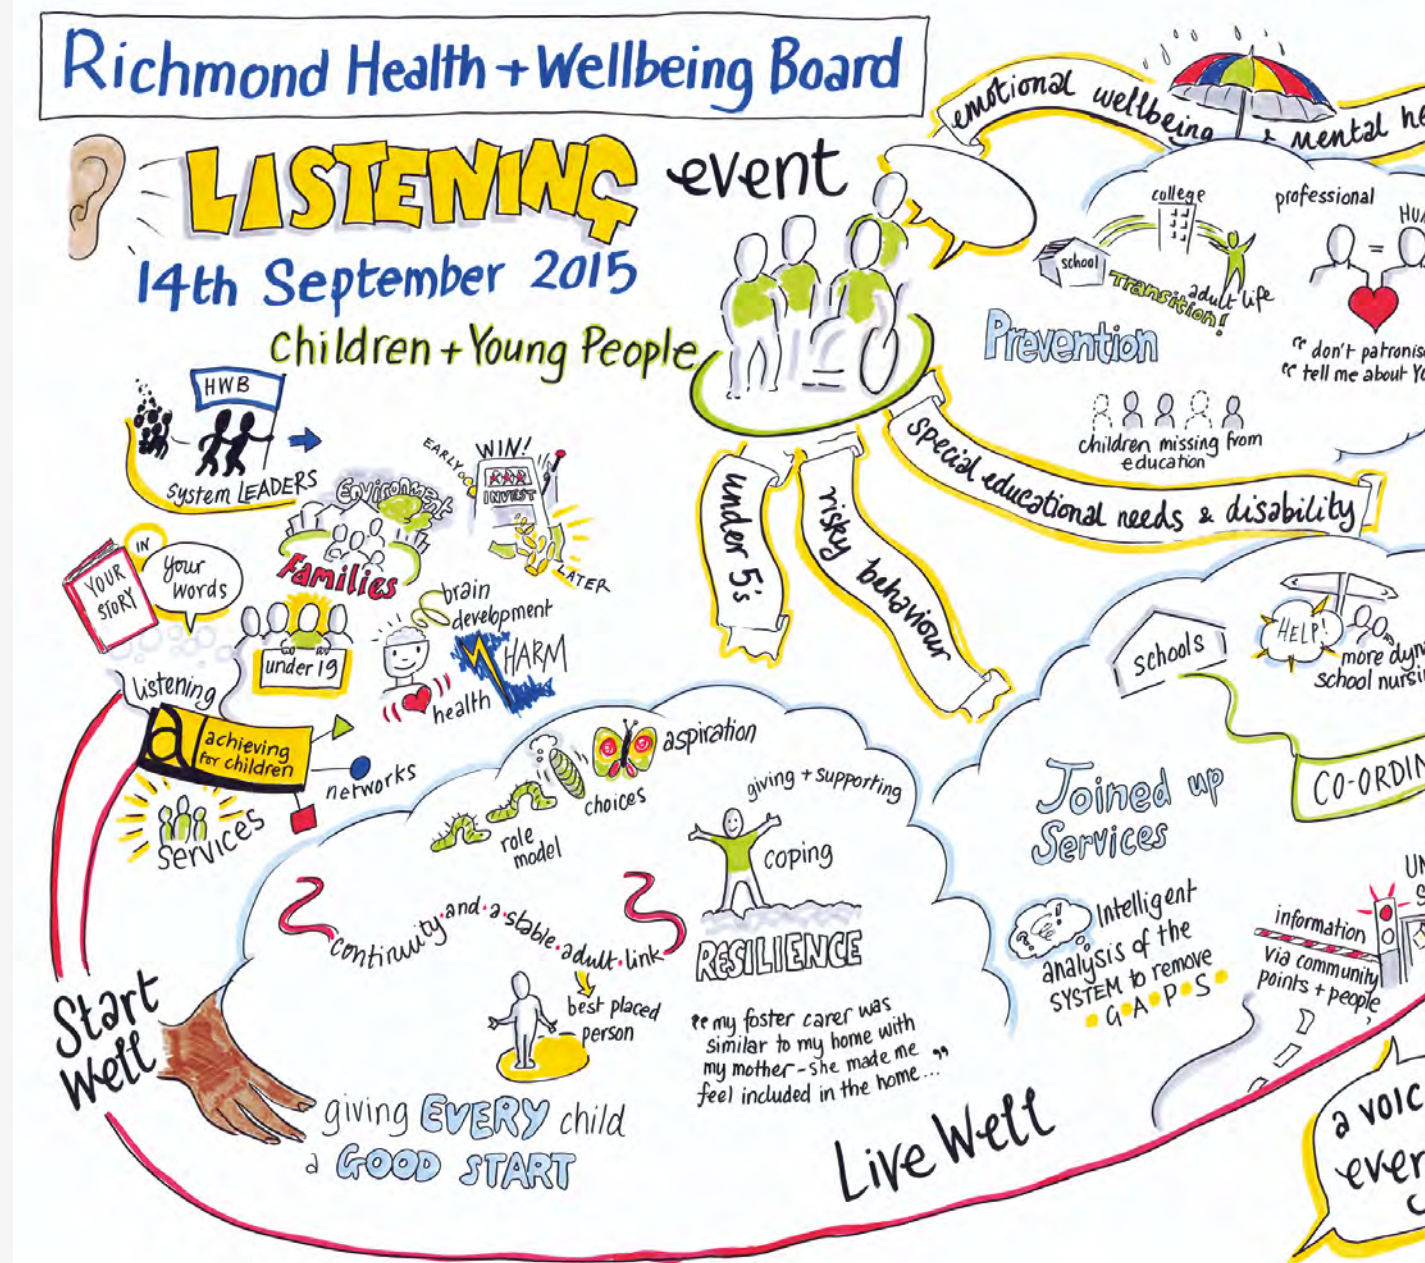 Richmond Health + Wellbeing Board
LISTENING event
14th September 2015
Children + Young People
HWB
System LEADERS
Environment
Families
EARLY
WIN!
INVEST
LATER
YOUR
STORY
IN
Your
words
under 19
brain
development
HARM
health
Listening
a
achieving
for children
networks
Services
Start
Well
emotional wellbeing + mental he
college
school
Transition!
adult life
professional
HU
=
"don't patronis
"tell me about Yo
Prevention
children missing from
education
special educational needs & disability
under 5's
risky behaviour
role
model
choices
aspiration
continuity·and·a·stable·adult·link
best placed
person
giving + supporting
coping
RESILIENCE
"my foster carer was
similar to my home with
my mother - she made me
feel included in the home..."
giving EVERY child
a GOOD START
Live Well
schools
HELP!
more dyn
school nursi
CO-ORDIN
Joined up
Services
Intelligent
analysis of the
SYSTEM to remove
G·A·P·S
UN
S
information
via community
points + people
a voic
ever